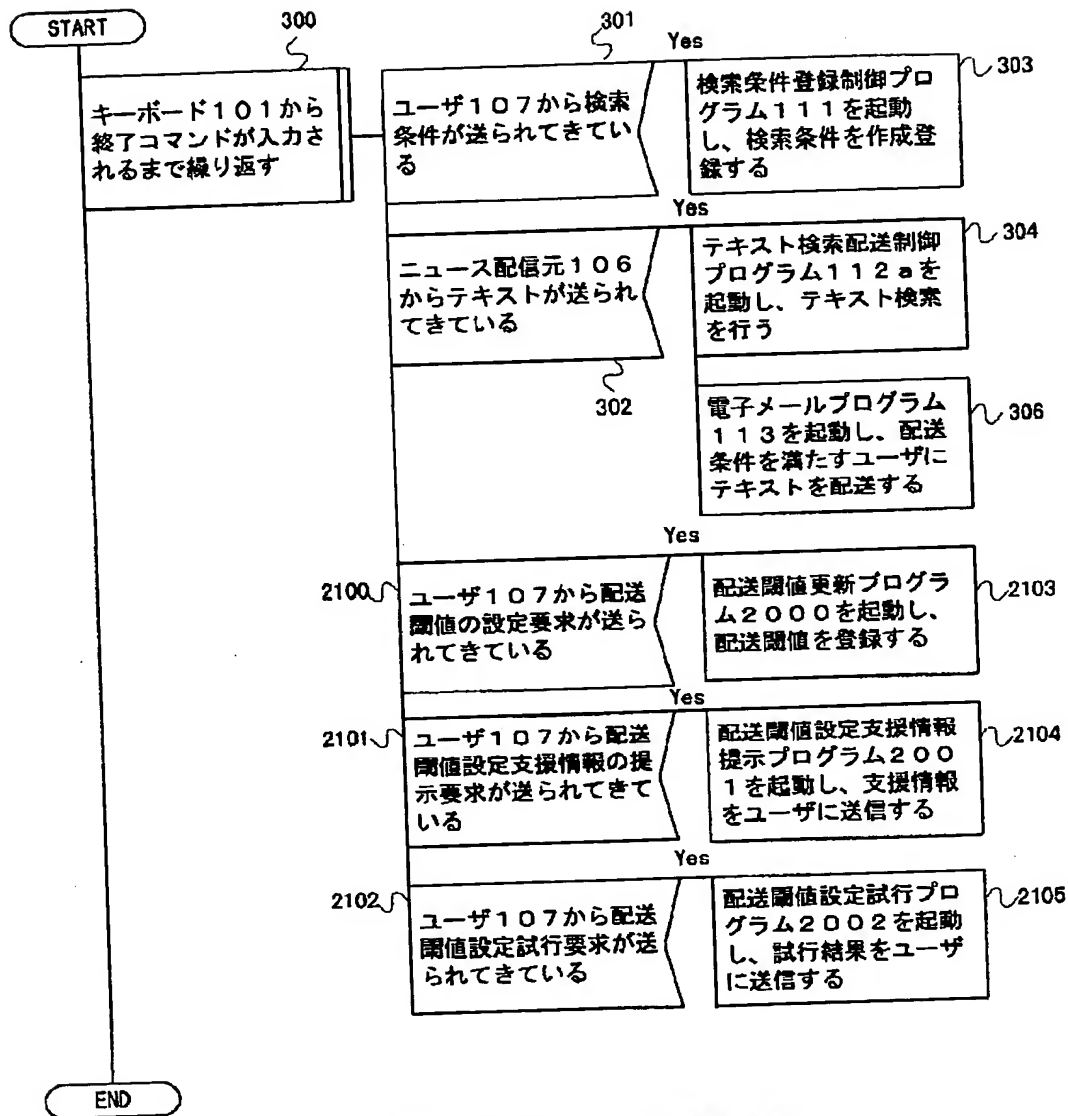 START
300
キーボード101から
終了コマンドが入力さ
れるまで繰り返す
301
ユーザ107から検索
条件が送られてきてい
る
Yes
303
検索条件登録制御プロ
グラム111を起動
し、検索条件を作成登
録する
ニュース配信元106
からテキストが送られ
てきている
302
Yes
304
テキスト検索配送制御
プログラム112aを
起動し、テキスト検索
を行う
306
電子メールプログラム
113を起動し、配送
条件を満たすユーザに
テキストを配送する
2100
ユーザ107から配送
閾値の設定要求が送ら
れてきている
Yes
2103
配送閾値更新プログラ
ム2000を起動し、
配送閾値を登録する
2101
ユーザ107から配送
閾値設定支援情報の提
示要求が送られてきて
いる
Yes
2104
配送閾値設定支援情報
提示プログラム200
1を起動し、支援情報
をユーザに送信する
2102
ユーザ107から配送
閾値設定試行要求が送
られてきている
Yes
2105
配送閾値設定試行プロ
グラム2002を起動
し、試行結果をユーザ
に送信する
END